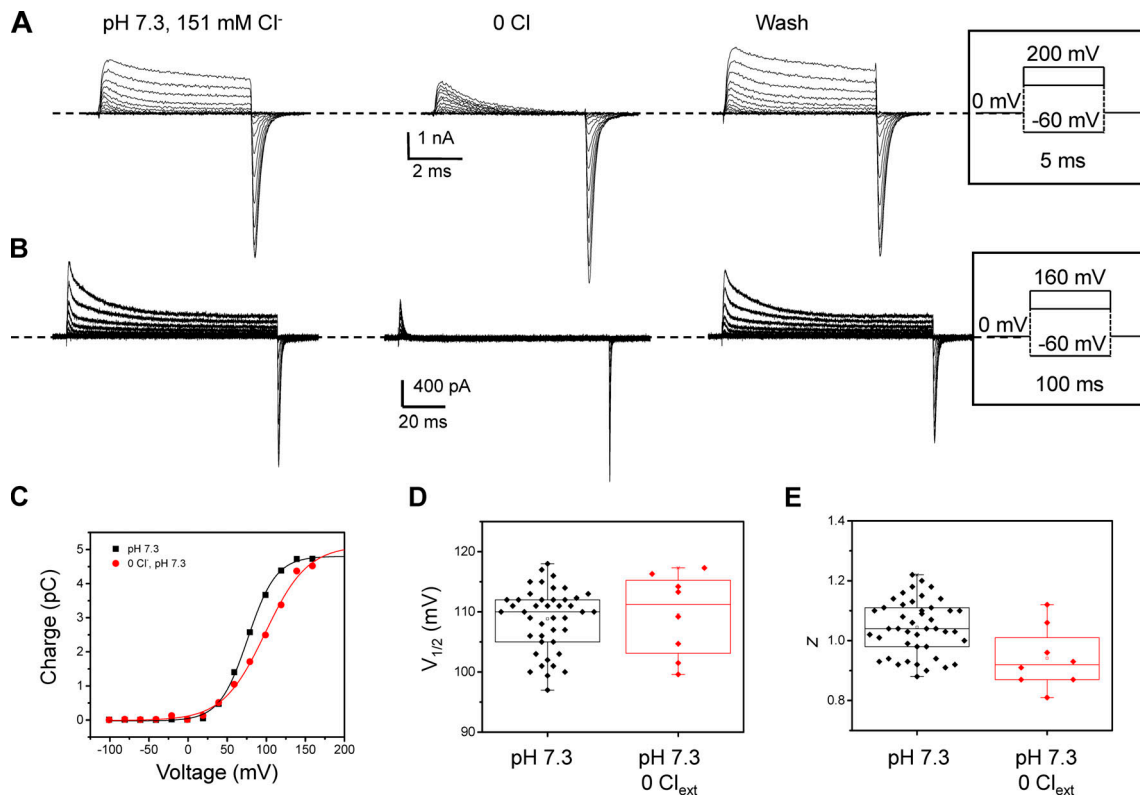 A
pH 7.3, 151 mM Cl-
0 Cl
Wash
200 mV
0 mV
-60 mV
5 ms
1 nA
2 ms
B
160 mV
0 mV
-60 mV
100 ms
400 pA
20 ms
C
pH 7.3
0 Cl-, pH 7.3
5
4
3
2
1
0
Charge (pC)
-100 -50 0 50 100 150 200
Voltage (mV)
D
120
110
100
90
V1/2 (mV)
pH 7.3
pH 7.3
0 Clext
E
1.4
1.2
1.0
0.8
z
pH 7.3
pH 7.3
0 Clext